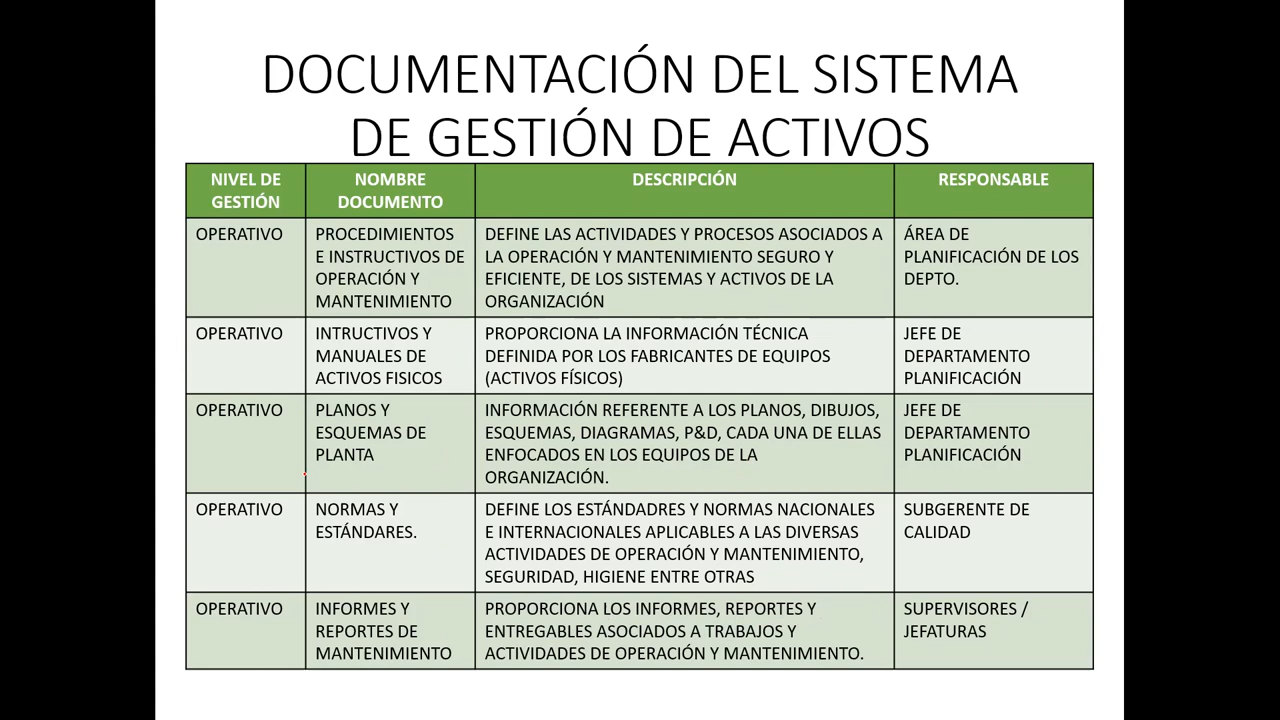 DOCUMENTACIÓN DEL SISTEMA
DE GESTIÓN DE ACTIVOS
NIVEL DE
GESTIÓN
NOMBRE
DOCUMENTO
DESCRIPCIÓN
RESPONSABLE
OPERATIVO
PROCEDIMIENTOS
E INSTRUCTIVOS DE
OPERACIÓN Y
MANTENIMIENTO
DEFINE LAS ACTIVIDADES Y PROCESOS ASOCIADOS A
LA OPERACIÓN Y MANTENIMIENTO SEGURO Y
EFICIENTE, DE LOS SISTEMAS Y ACTIVOS DE LA
ORGANIZACIÓN
ÁREA DE
PLANIFICACIÓN DE LOS
DEPTO.
OPERATIVO
INTRUCTIVOS Y
MANUALES DE
ACTIVOS FISICOS
PROPORCIONA LA INFORMACIÓN TÉCNICA
DEFINIDA POR LOS FABRICANTES DE EQUIPOS
(ACTIVOS FÍSICOS)
JEFE DE
DEPARTAMENTO
PLANIFICACIÓN
OPERATIVO
PLANOS Y
ESQUEMAS DE
PLANTA
INFORMACIÓN REFERENTE A LOS PLANOS, DIBUJOS,
ESQUEMAS, DIAGRAMAS, P&D, CADA UNA DE ELLAS
ENFOCADOS EN LOS EQUIPOS DE LA
ORGANIZACIÓN.
JEFE DE
DEPARTAMENTO
PLANIFICACIÓN
OPERATIVO
NORMAS Y
ESTÁNDARES.
DEFINE LOS ESTÁNDADRES Y NORMAS NACIONALES
E INTERNACIONALES APLICABLES A LAS DIVERSAS
ACTIVIDADES DE OPERACIÓN Y MANTENIMIENTO,
SEGURIDAD, HIGIENE ENTRE OTRAS
SUBGERENTE DE
CALIDAD
OPERATIVO
INFORMES Y
REPORTES DE
MANTENIMIENTO
PROPORCIONA LOS INFORMES, REPORTES Y
ENTREGABLES ASOCIADOS A TRABAJOS Y
ACTIVIDADES DE OPERACIÓN Y MANTENIMIENTO.
SUPERVISORES /
JEFATURAS